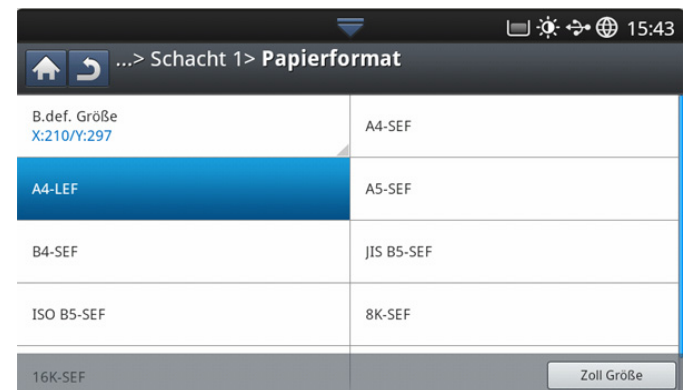 15:43
...> Schacht 1> Papierformat
B.def. Größe
X:210/Y:297
A4-SEF
A4-LEF
A5-SEF
B4-SEF
JIS B5-SEF
ISO B5-SEF
8K-SEF
16K-SEF
Zoll Größe